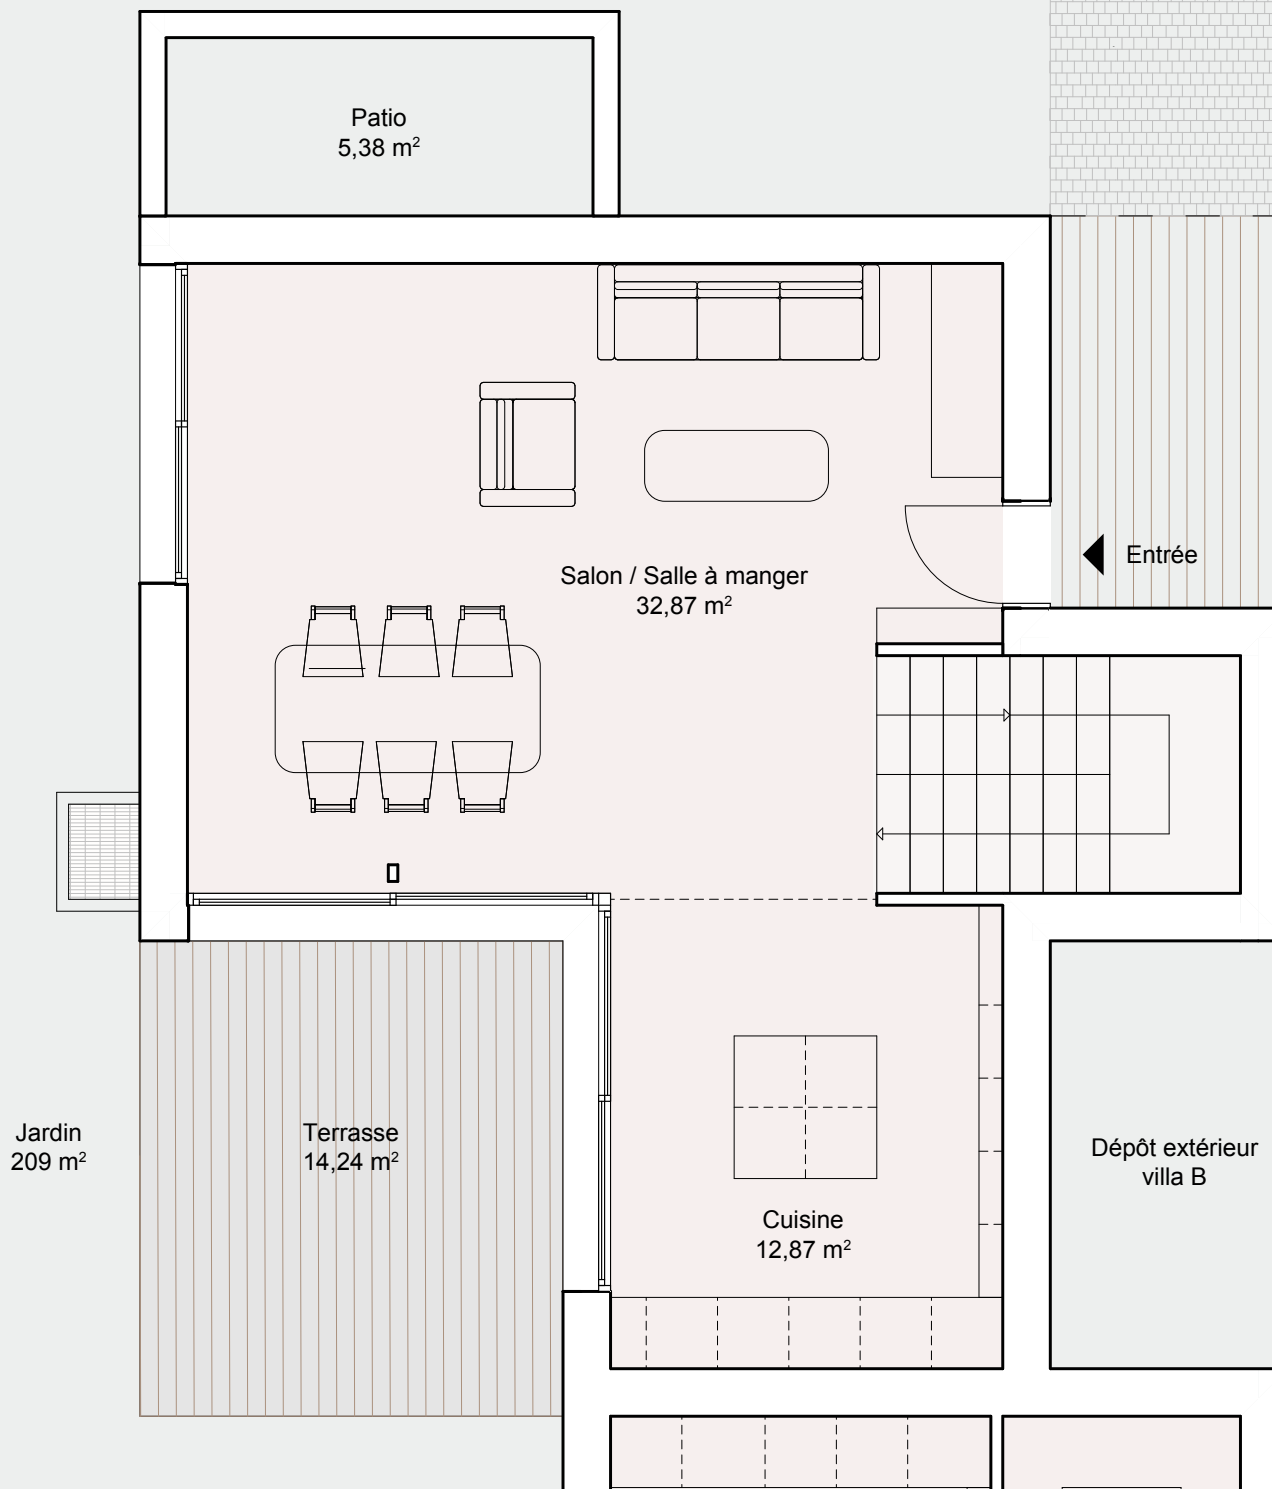 Patio
5,38 m²
Entrée
Salon / Salle à manger
32,87 m²
Jardin
209 m²
Terrasse
14,24 m²
Dépôt extérieur
villa B
Cuisine
12,87 m²